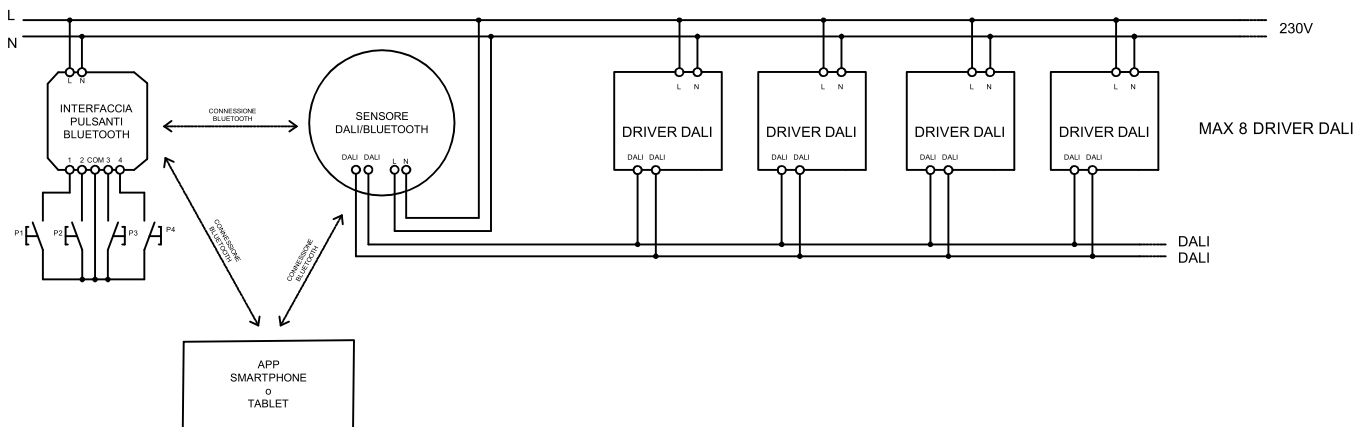 L
N
230V
L N
INTERFACCIA
PULSANTI
BLUETOOTH
1 2 COM 3 4
P1
P2
P3
P4
CONNESSIONE
BLUETOOTH
SENSORE
DALI/BLUETOOTH
DALI DALI L N
CONNESSIONE
BLUETOOTH
CONNESSIONE
BLUETOOTH
APP
SMARTPHONE
o
TABLET
L N
DRIVER DALI
DALI DALI
L N
DRIVER DALI
DALI DALI
L N
DRIVER DALI
DALI DALI
L N
DRIVER DALI
DALI DALI
MAX 8 DRIVER DALI
DALI
DALI